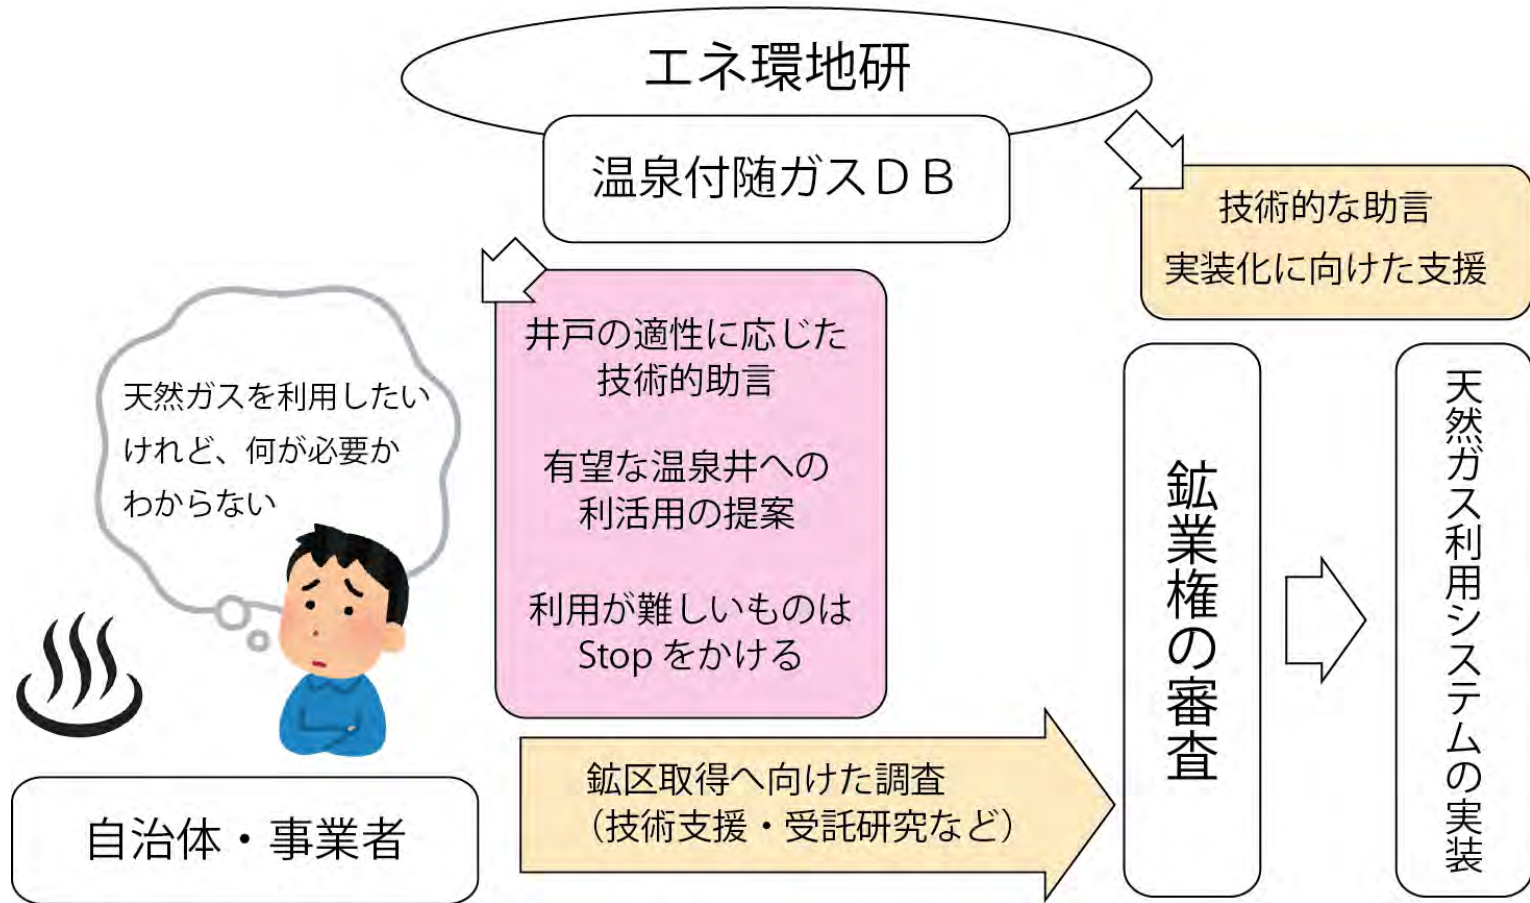 エネ環地研
温泉付随ガスＤＢ
技術的な助言
実装化に向けた支援
井戸の適性に応じた
技術的助言
有望な温泉井への
利活用の提案
利用が難しいものは
Stop をかける
天然ガスを利用したい
けれど、何が必要か
わからない
自治体・事業者
鉱区取得へ向けた調査
（技術支援・受託研究など）
鉱業権の審査
天然ガス利用システムの実装